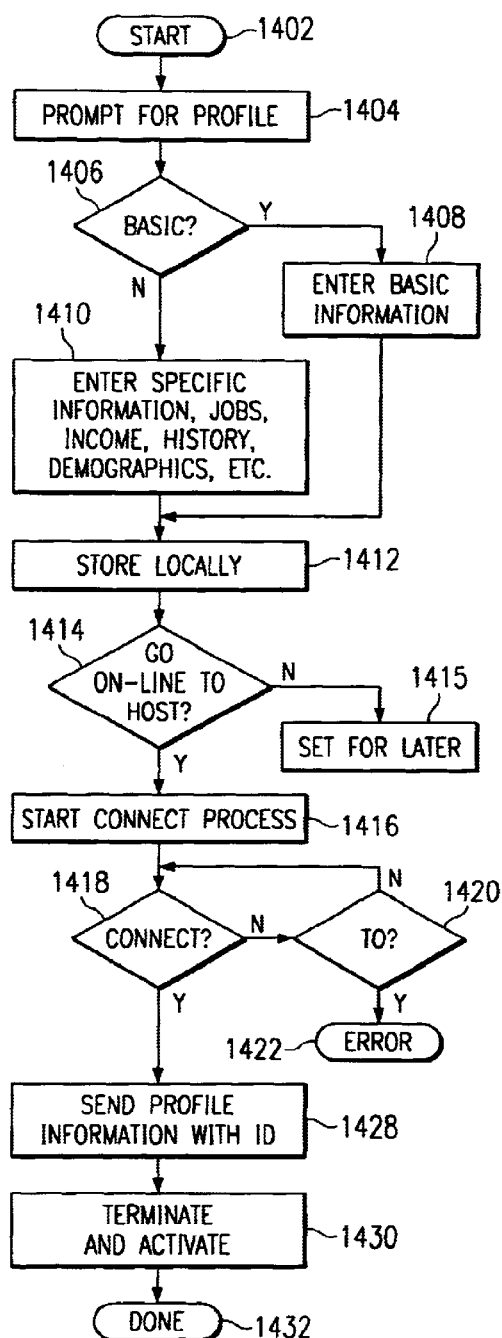 START
1402
PROMPT FOR PROFILE
1404
1406
BASIC?
Y
N
1408
ENTER BASIC
INFORMATION
1410
ENTER SPECIFIC
INFORMATION, JOBS,
INCOME, HISTORY,
DEMOGRAPHICS, ETC.
STORE LOCALLY
1412
1414
GO
ON-LINE TO
HOST?
N
Y
1415
SET FOR LATER
START CONNECT PROCESS
1416
1418
CONNECT?
N
Y
N
1420
TO?
Y
1422
ERROR
SEND PROFILE
INFORMATION WITH ID
1428
TERMINATE
AND ACTIVATE
1430
DONE
1432